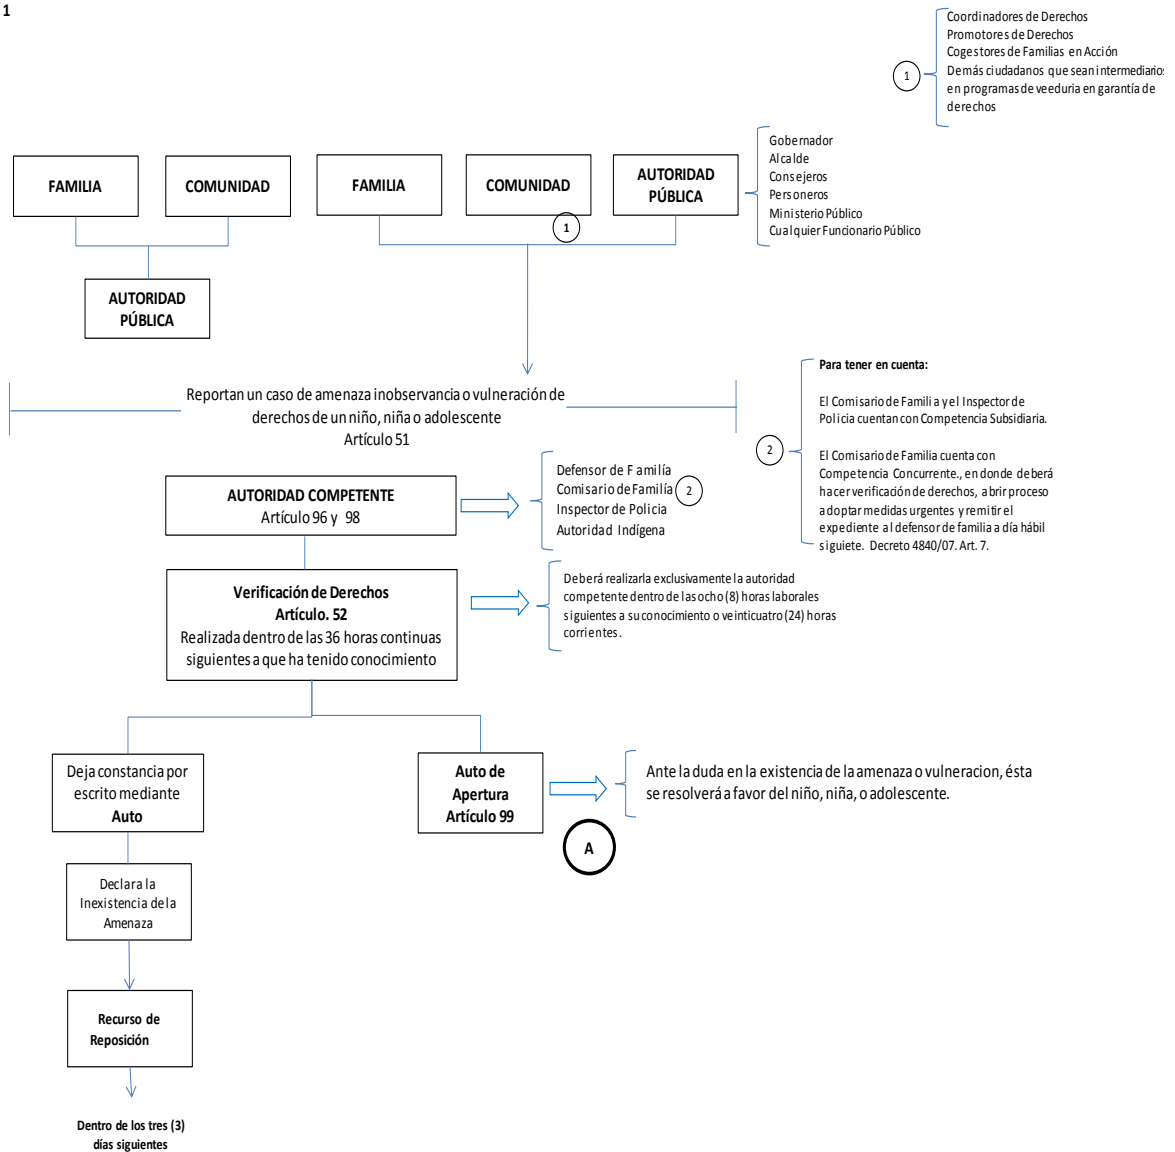 1
Coordinadores de Derechos
Promotores de Derechos
Cogestores de Familias en Acción
Demás ciudadanos que sean intermediarios
en programas de veeduria en garantía de
derechos
1
FAMILIA
COMUNIDAD
FAMILIA
COMUNIDAD
1
AUTORIDAD
PÚBLICA
Gobernador
Alcalde
Consejeros
Personeros
Ministerio Público
Cualquier Funcionario Público
AUTORIDAD
PÚBLICA
Reportan un caso de amenaza inobservancia o vulneración de
derechos de un niño, niña o adolescente
Artículo 51
Para tener en cuenta:
El Comisario de Familia y el Inspector de
Policia cuentan con Competencia Subsidiaria.
2
El Comisario de Familia cuenta con
Competencia Concurrente., en donde deberá
hacer verificación de derechos, abrir proceso
adoptar medidas urgentes y remitir el
expediente al defensor de familia a día hábil
siguiete. Decreto 4840/07. Art. 7.
AUTORIDAD COMPETENTE
Artículo 96 y 98
Defensor de Familía
Comisario de Família
2
Inspector de Policia
Autoridad Indígena
Verificación de Derechos
Artículo. 52
Realizada dentro de las 36 horas continuas
siguientes a que ha tenido conocimiento
Deberá realizarla exclusivamente la autoridad
competente dentro de las ocho (8) horas laborales
siguientes a su conocimiento o veinticuatro (24) horas
corrientes.
Deja constancia por
escrito mediante
Auto
Auto de
Apertura
Artículo 99
Ante la duda en la existencia de la amenaza o vulneracion, ésta
se resolverá a favor del niño, niña, o adolescente.
A
Declara la
Inexistencia de la
Amenaza
Recurso de
Reposición
Dentro de los tres (3)
días siguientes